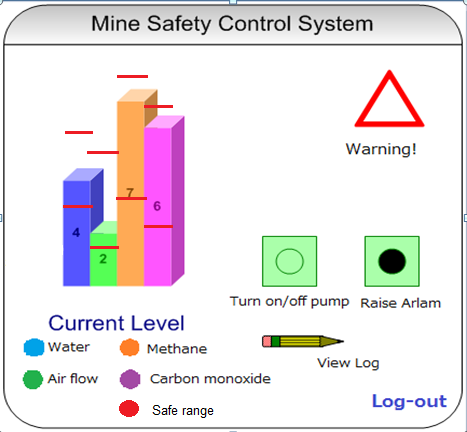 Mine Safety Control System
Warning!
7
6
4
2
Turn on/off pump
Raise Arlam
Current Level
Water
Methane
View Log
Air flow
Carbon monoxide
Log-out
Safe range